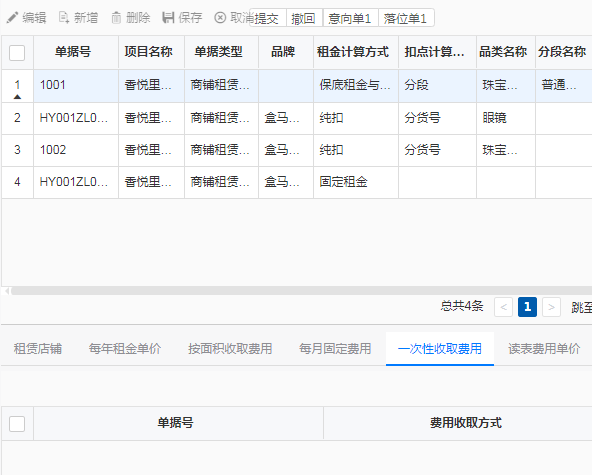 编辑 新增 删除 保存 取消 提交 撤回 意向单1 落位单1
单据号 项目名称 单据类型 品牌 租金计算方式 扣点计算... 品类名称 分段名称
1 1001 香悦里... 商铺租赁... 保底租金与... 分段 珠宝... 普通...
2 HY001ZL0... 香悦里... 商铺租赁... 盒马... 纯扣 分货号 眼镜
3 1002 香悦里... 商铺租赁... 盒马... 纯扣 分货号 珠宝...
4 HY001ZL0... 香悦里... 商铺租赁... 盒马... 固定租金
总共4条 < 1 > 跳至
租赁店铺 每年租金单价 按面积收取费用 每月固定费用 一次性收取费用 读表费用单价
单据号 费用收取方式